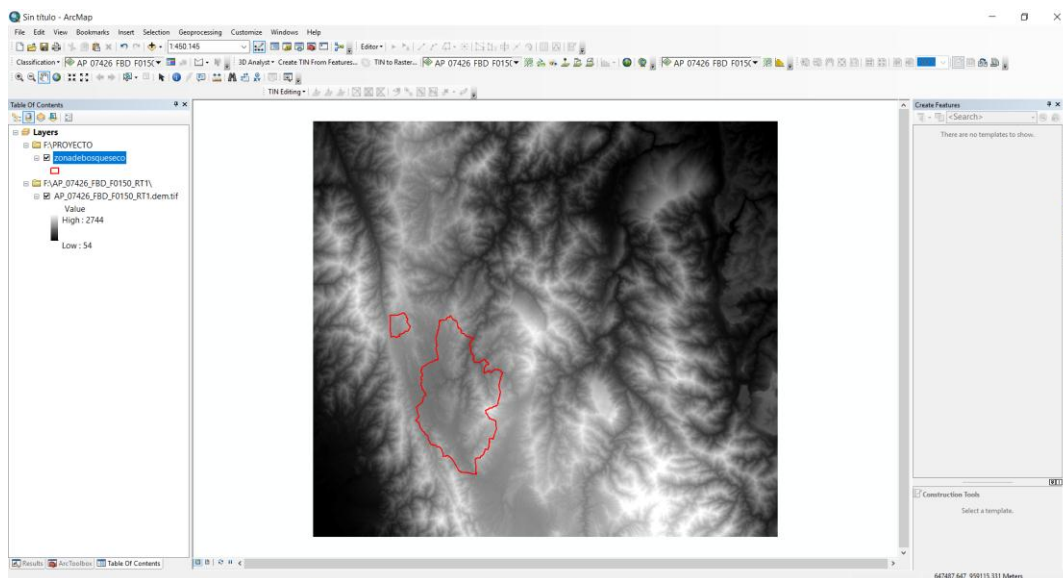 Sin título - ArcMap
File Edit View Bookmarks Insert Selection Geoprocessing Customize Windows Help
1:450.145 Editor
Classification AP 07426 FBD F015( 3D Analyst Create TIN From Features... TIN to Raster... AP 07426 FBD F015( AP 07426 FBD F015(
TIN Editing
Table Of Contents
Layers
F:\PROYECTO
zonadebosqueseco
F:\AP_07426_FBD_F0150_RT1\
AP_07426_FBD_F0150_RT1.dem.tif
Value
High : 2744
Low : 54
Create Features
<Search>
There are no templates to show.
Construction Tools
Select a template.
Results ArcToolbox Table Of Contents
647487,647 959115,331 Meters